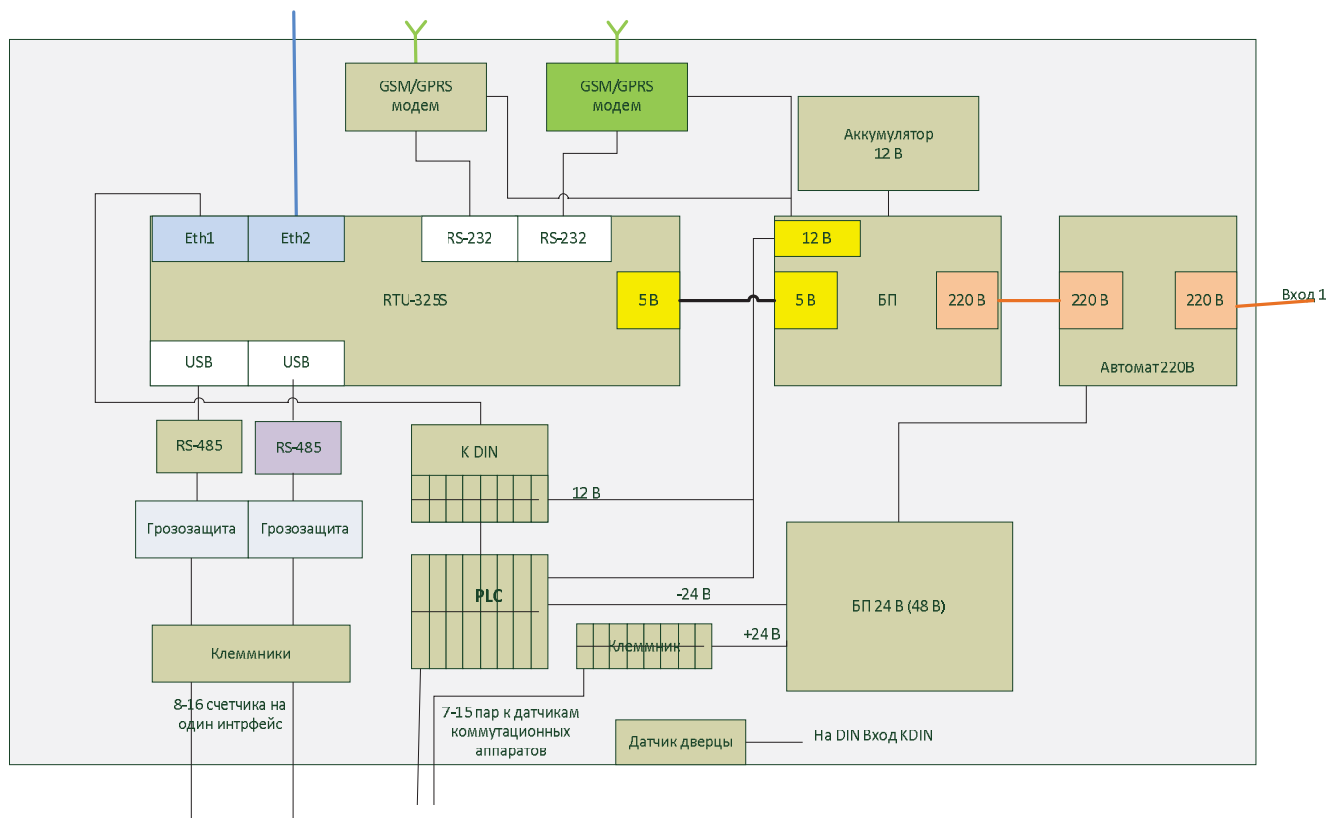 GSM/GPRS
модем
GSM/GPRS
модем
Аккумулятор
12 В
Eth1
Eth2
RS-232
RS-232
12 В
RTU-325S
5 В
5 В
БП
220 В
220 В
220 В
Вход 1
USB
USB
Автомат220В
RS-485
RS-485
К DIN
12 В
Грозозащита
Грозозащита
PLC
-24 В
БП 24 В (48 В)
+24 В
Клеммник
Клеммники
8-16 счетчика на
один интрфейс
7-15 пар к датчикам
коммутационных
аппаратов
Датчик дверцы
На DIN Вход KDIN